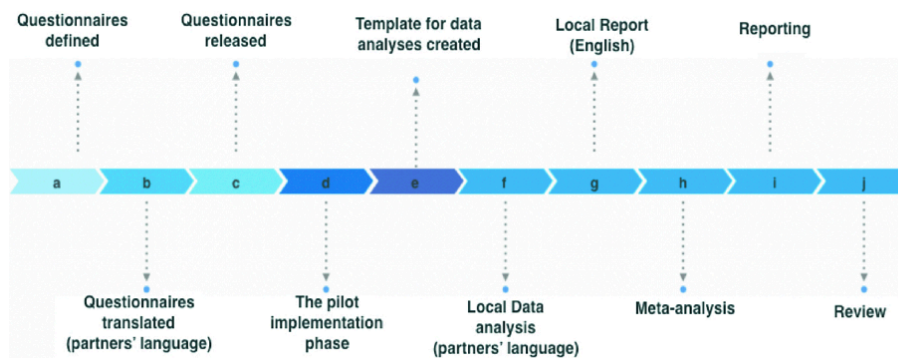 Questionnaires
defined
Questionnaires
released
Template for data
analyses created
Local Report
(English)
Reporting
a
b
c
d
e
f
g
h
i
j
Questionnaires
translated
(partners' language)
The pilot
implementation
phase
Local Data
analysis
(partners' language)
Meta-analysis
Review